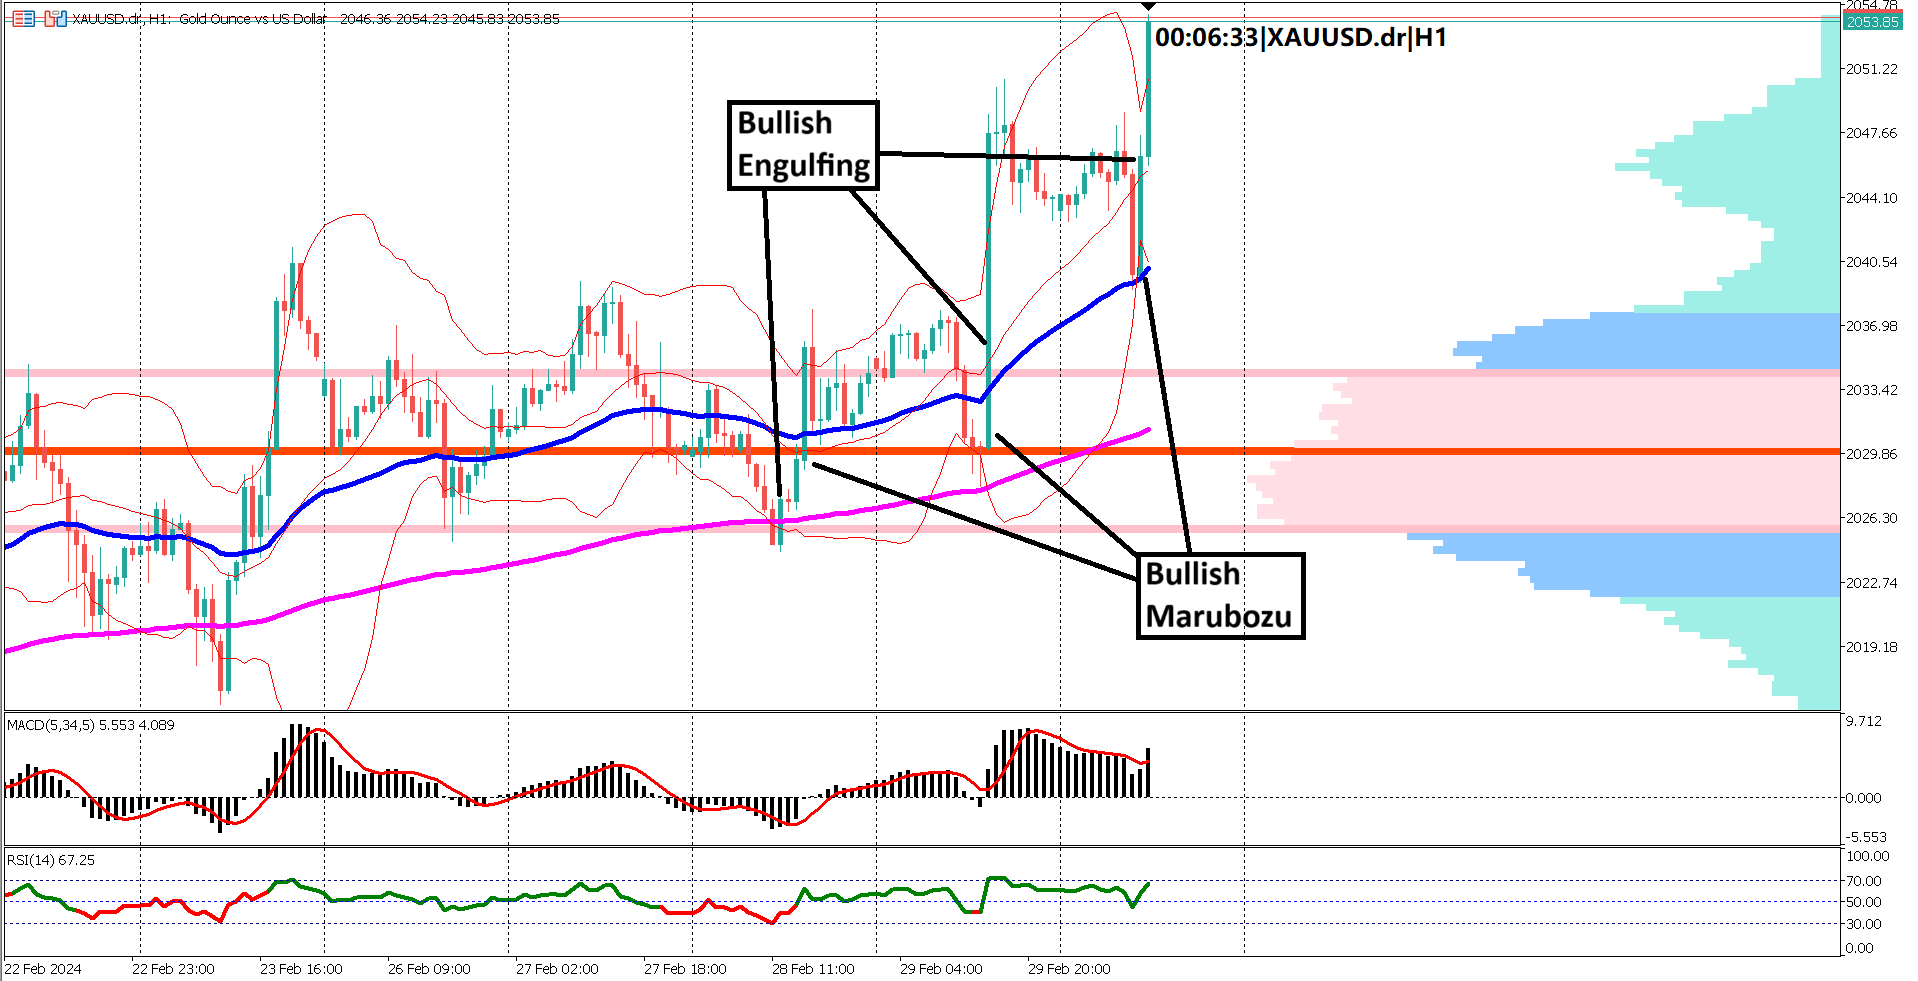 XAUUSD.dr, H1: Gold Ounce vs US Dollar 2046.36 2054.23 2045.83 2053.85
2054.78
2053.85
00:06:33|XAUUSD.dr|H1
2051.22
Bullish
Engulfing
2047.66
2044.10
2040.54
2036.98
2033.42
2029.86
2026.30
Bullish
Marubozu
2022.74
2019.18
MACD(5,34,5) 5.553 4.089
9.712
0.000
-5.553
RSI(14) 67.25
100.00
70.00
50.00
30.00
0.00
22 Feb 2024 22 Feb 23:00 23 Feb 16:00 26 Feb 09:00 27 Feb 02:00 27 Feb 18:00 28 Feb 11:00 29 Feb 04:00 29 Feb 20:00